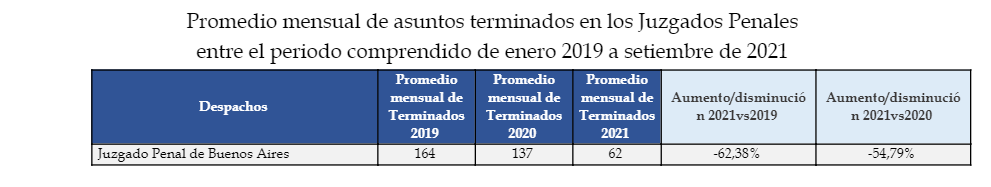 Promedio mensual de asuntos terminados en los Juzgados Penales
entre el periodo comprendido de enero 2019 a setiembre de 2021
Despachos
Promedio
mensual de
Terminados
2019
Promedio
mensual de
Terminados
2020
Promedio
mensual de
Terminados
2021
Aumento/disminució
n 2021vs2019
Aumento/disminució
n 2021vs2020
Juzgado Penal de Buenos Aires 164 137 62 -62,38% -54,79%